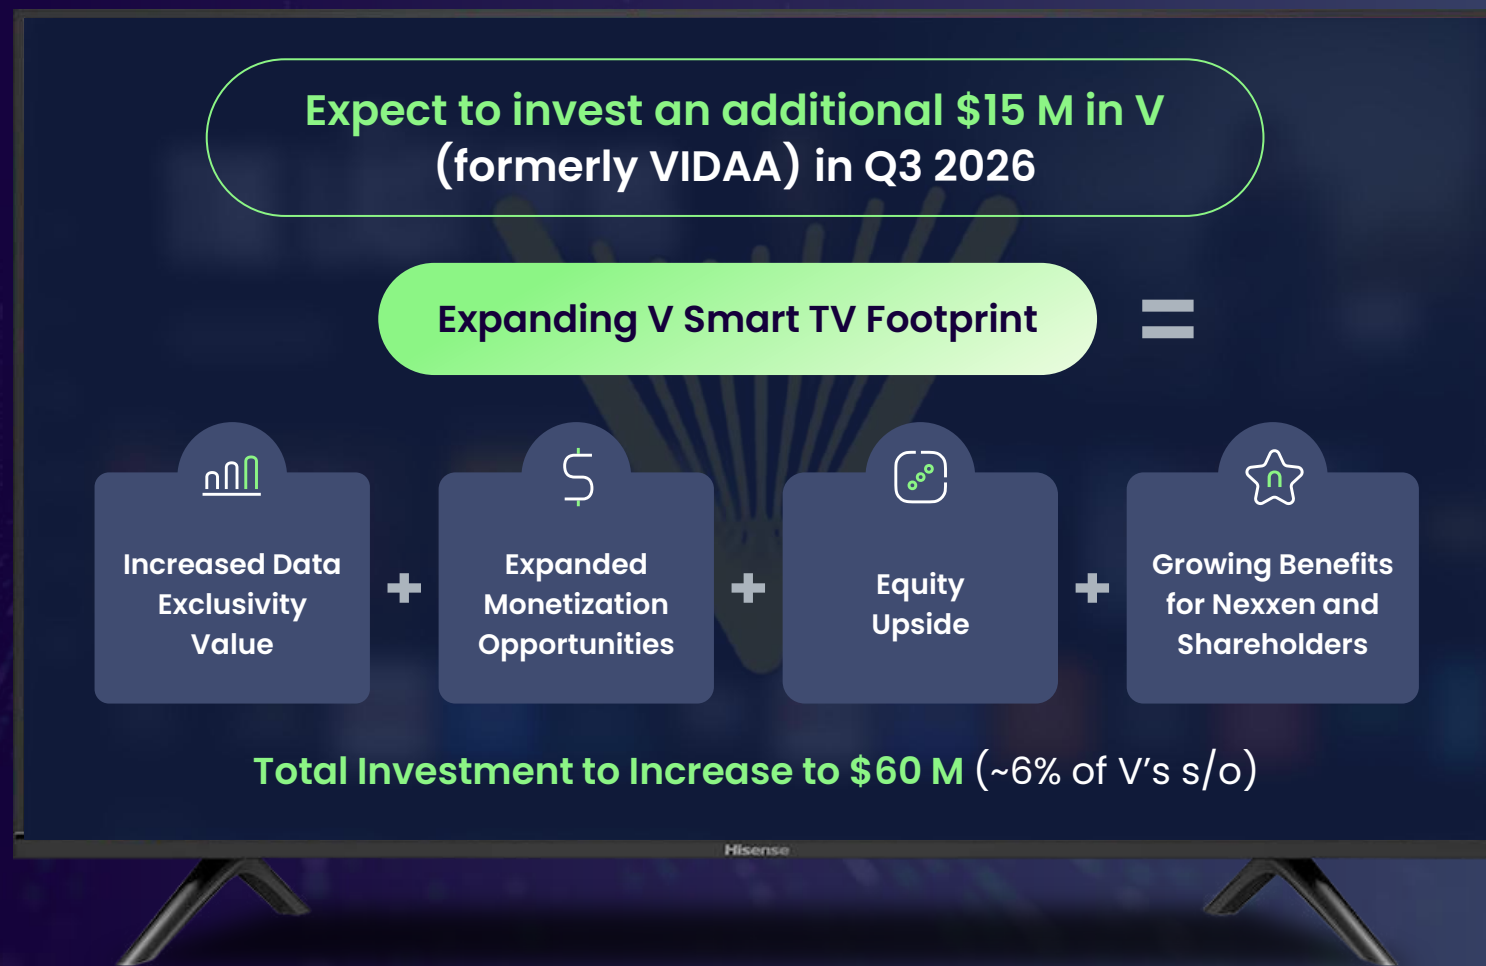 Expect to invest an additional $15 M in V
(formerly VIDAA) in Q3 2026
Expanding V Smart TV Footprint
=
Increased Data
Exclusivity
Value
+
Expanded
Monetization
Opportunities
+
Equity
Upside
+
Growing Benefits
for Nexxen and
Shareholders
Total Investment to Increase to $60 M (~6% of V’s s/o)
Hisense